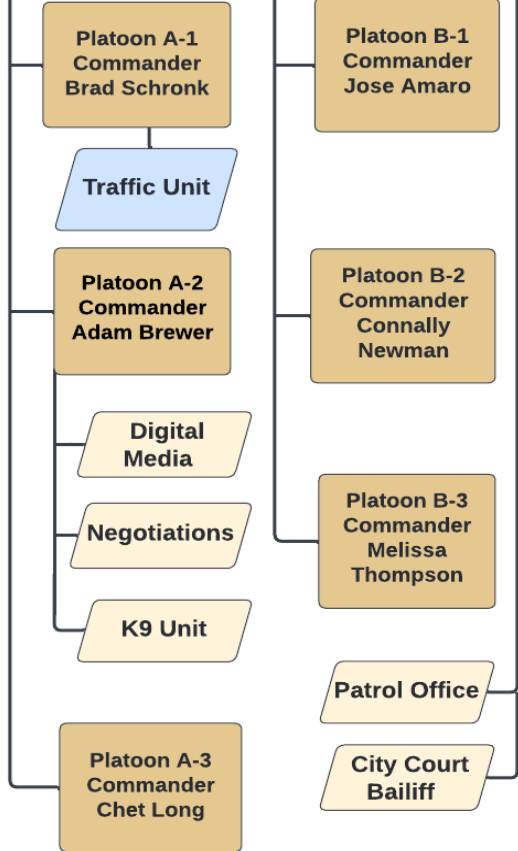 Platoon A-1
Commander
Brad Schronk
Traffic Unit
Platoon A-2
Commander
Adam Brewer
Digital
Media
Negotiations
K9 Unit
Platoon A-3
Commander
Chet Long
Platoon B-1
Commander
Jose Amaro
Platoon B-2
Commander
Connally
Newman
Platoon B-3
Commander
Melissa
Thompson
Patrol Office
City Court
Bailiff